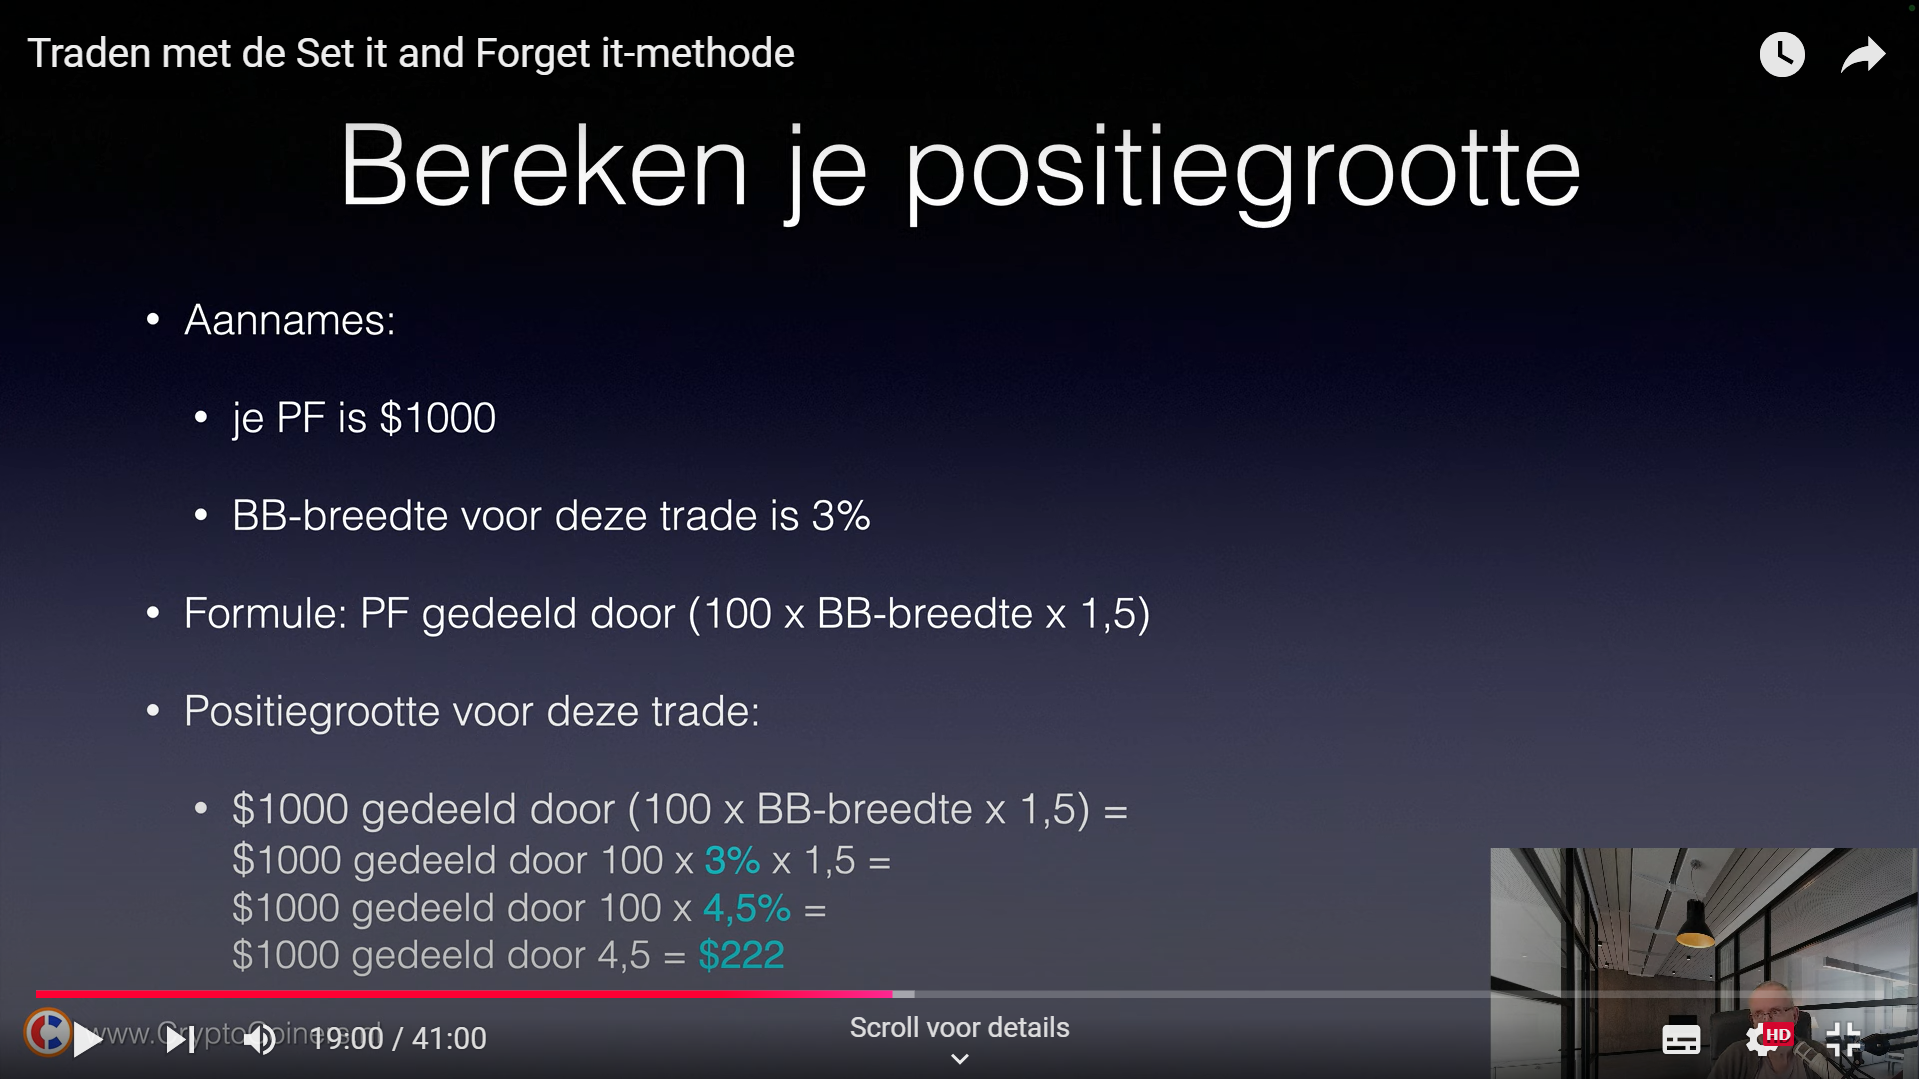 Traden met de Set it and Forget it-methode
Bereken je positiegrootte
• Aannames:
• je PF is $1000
• BB-breedte voor deze trade is 3%
• Formule: PF gedeeld door (100 x BB-breedte x 1,5)
• Positiegrootte voor deze trade:
• $1000 gedeeld door (100 x BB-breedte x 1,5) =
$1000 gedeeld door 100 x 3% x 1,5 =
$1000 gedeeld door 100 x 4,5% =
$1000 gedeeld door 4,5 = $222
www.CryptoCoiners.nl
19:00 / 41:00
Scroll voor details
HD